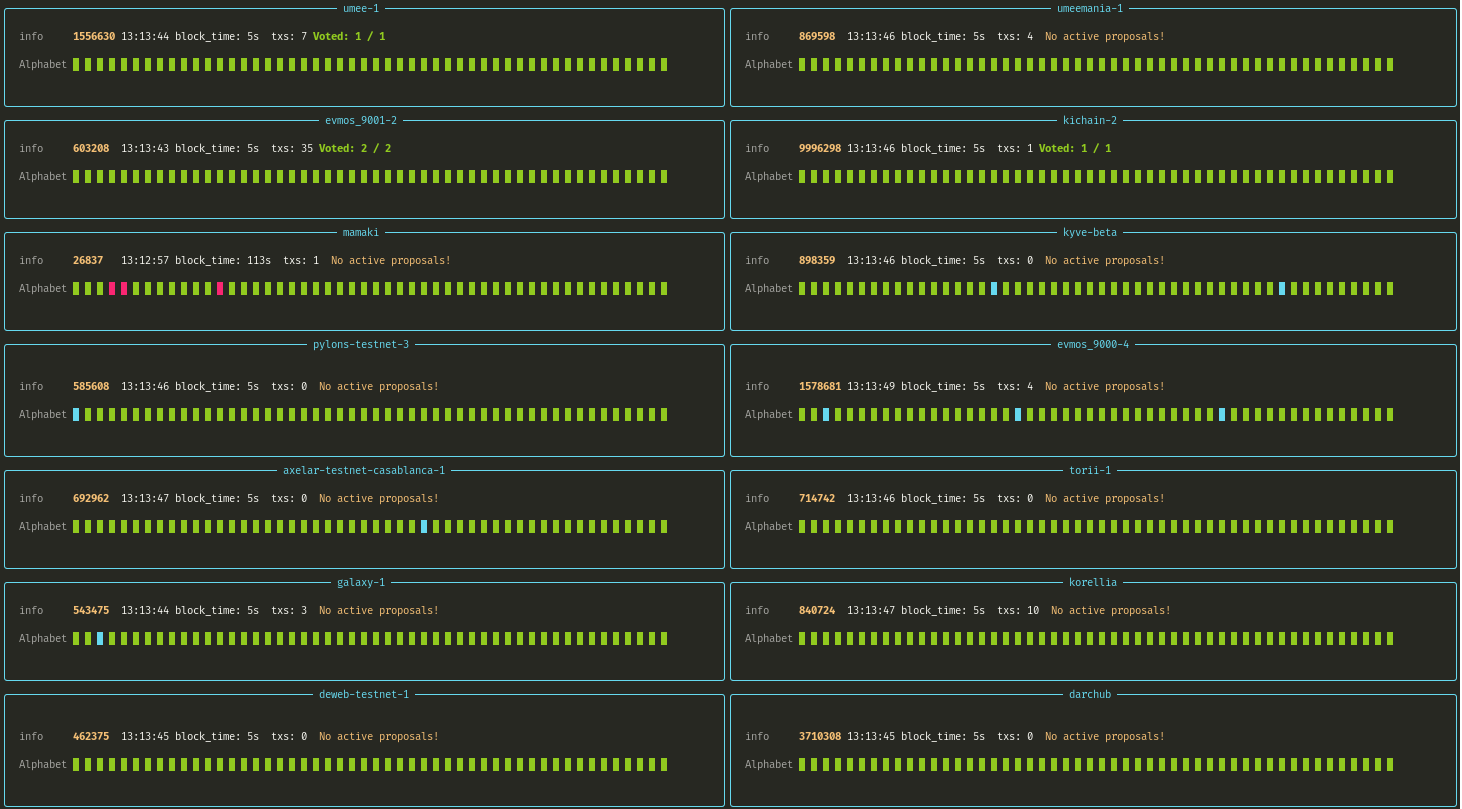 umee-1
info 1556630 13:13:44 block_time: 5s txs: 7 Voted: 1 / 1
Alphabet
umeemania-1
info 869598 13:13:46 block_time: 5s txs: 4 No active proposals!
Alphabet
evmos_9001-2
info 603208 13:13:43 block_time: 5s txs: 35 Voted: 2 / 2
Alphabet
kichain-2
info 9996298 13:13:46 block_time: 5s txs: 1 Voted: 1 / 1
Alphabet
mamaki
info 26837 13:12:57 block_time: 113s txs: 1 No active proposals!
Alphabet
kyve-beta
info 898359 13:13:46 block_time: 5s txs: 0 No active proposals!
Alphabet
pylons-testnet-3
info 585608 13:13:46 block_time: 5s txs: 0 No active proposals!
Alphabet
evmos_9000-4
info 1578681 13:13:49 block_time: 5s txs: 4 No active proposals!
Alphabet
axelar-testnet-casablanca-1
info 692962 13:13:47 block_time: 5s txs: 0 No active proposals!
Alphabet
torii-1
info 714742 13:13:46 block_time: 5s txs: 0 No active proposals!
Alphabet
galaxy-1
info 543475 13:13:44 block_time: 5s txs: 3 No active proposals!
Alphabet
korellia
info 840724 13:13:47 block_time: 5s txs: 10 No active proposals!
Alphabet
deweb-testnet-1
info 462375 13:13:45 block_time: 5s txs: 0 No active proposals!
Alphabet
darchub
info 3710308 13:13:45 block_time: 5s txs: 0 No active proposals!
Alphabet